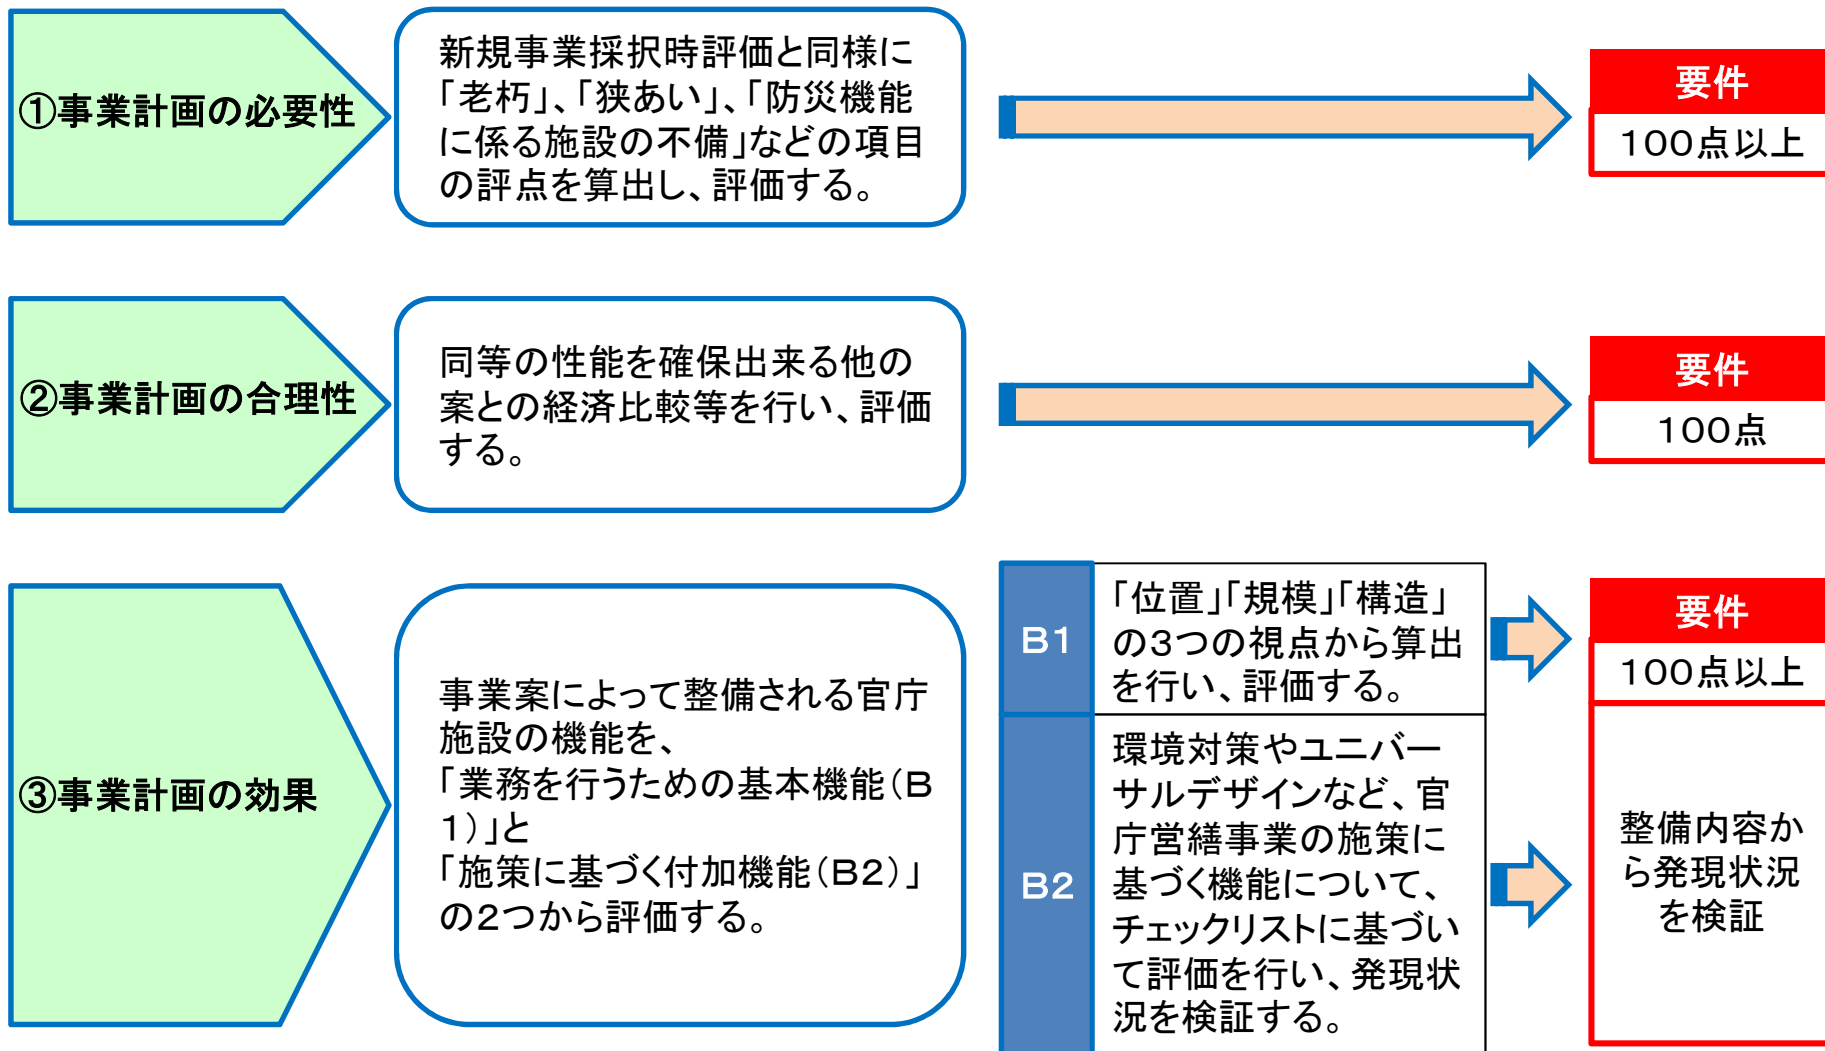 ①事業計画の必要性
新規事業採択時評価と同様に
「老朽」、「狭あい」、「防災機能
に係る施設の不備」などの項目
の評点を算出し、評価する。
要件
100点以上
②事業計画の合理性
同等の性能を確保出来る他の
案との経済比較等を行い、評価
する。
要件
100点
③事業計画の効果
事業案によって整備される官庁
施設の機能を、
「業務を行うための基本機能(B
1)」と
「施策に基づく付加機能(B2)」
の2つから評価する。
B1
「位置」「規模」「構造」
の3つの視点から算出
を行い、評価する。
要件
100点以上
B2
環境対策やユニバー
サルデザインなど、官
庁営繕事業の施策に
基づく機能について、
チェックリストに基づい
て評価を行い、発現状
況を検証する。
整備内容か
ら発現状況
を検証